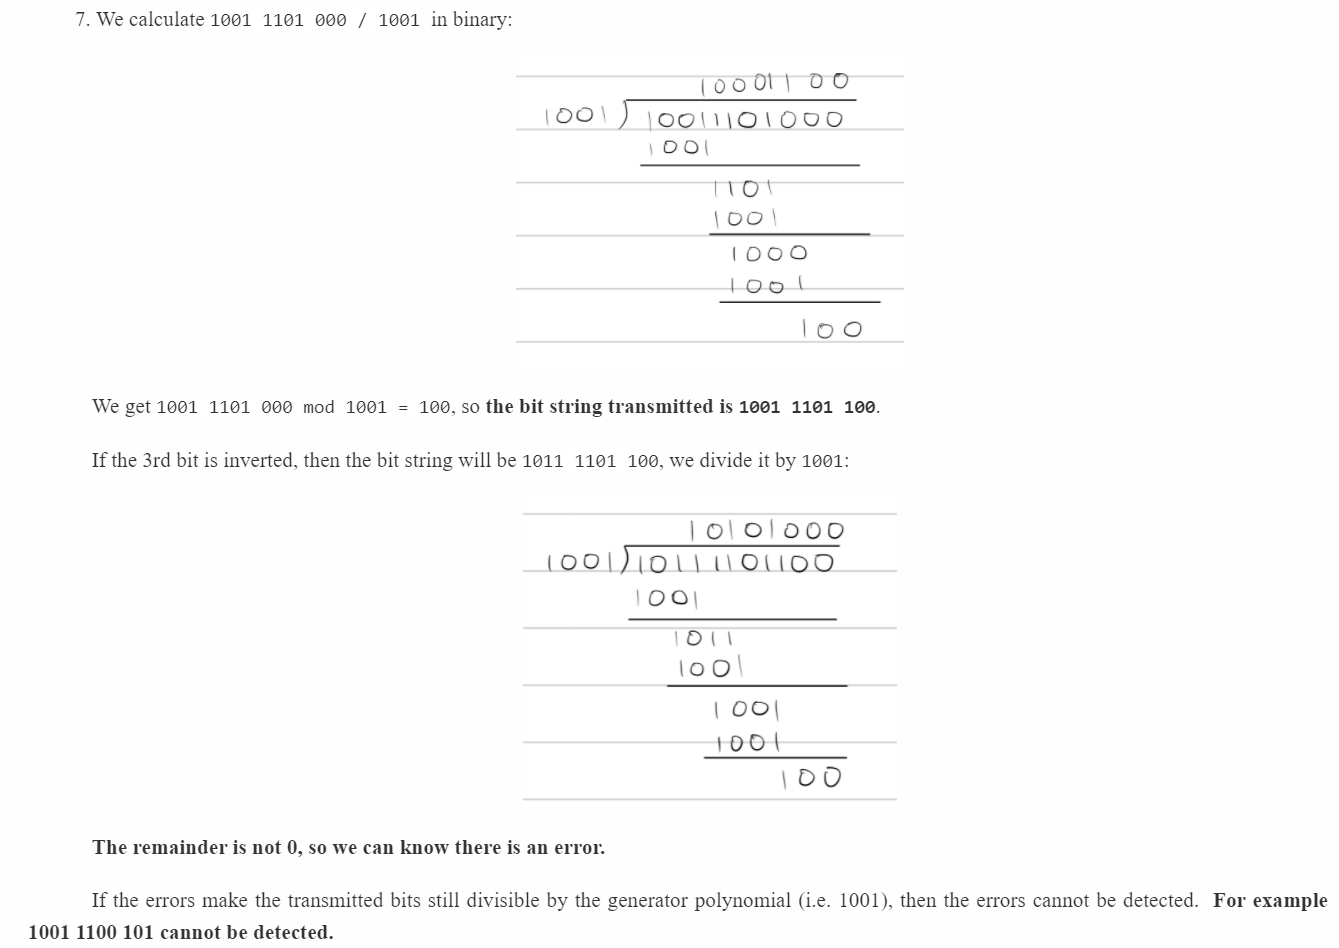 7. We calculate 1001 1101 000 / 1001 in binary:
10001100
1001)10011101000
1001
1101
1001
1000
1001
100
We get 1001 1101 000 mod 1001 = 100, so the bit string transmitted is 1001 1101 100.
If the 3rd bit is inverted, then the bit string will be 1011 1101 100, we divide it by 1001:
10101000
1001)10111101100
1001
1011
1001
1001
1001
100
The remainder is not 0, so we can know there is an error.
If the errors make the transmitted bits still divisible by the generator polynomial (i.e. 1001), then the errors cannot be detected. For example
1001 1100 101 cannot be detected.